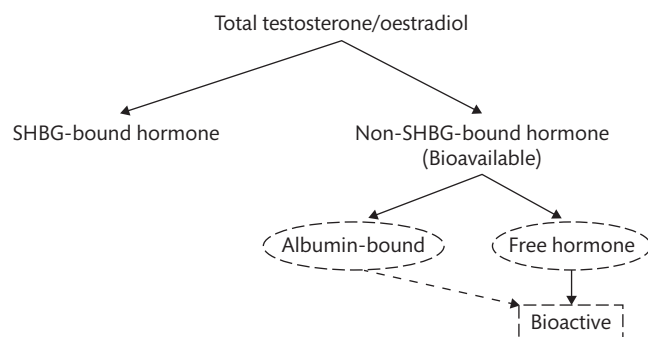 Total testosterone/oestradiol
SHBG-bound hormone
Non-SHBG-bound hormone
(Bioavailable)
Albumin-bound
Free hormone
Bioactive